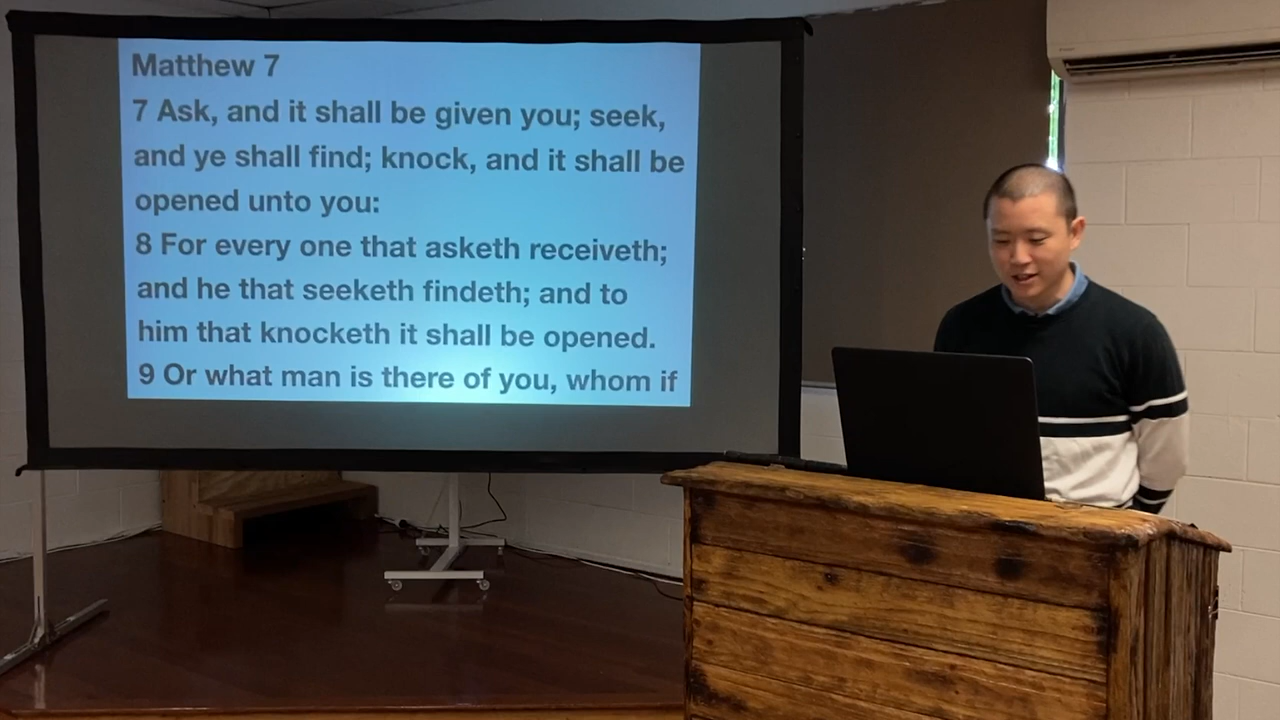 Matthew 7
7 Ask, and it shall be given you; seek,
and ye shall find; knock, and it shall be
opened unto you:
8 For every one that asketh receiveth;
and he that seeketh findeth; and to
him that knocketh it shall be opened.
9 Or what man is there of you, whom if